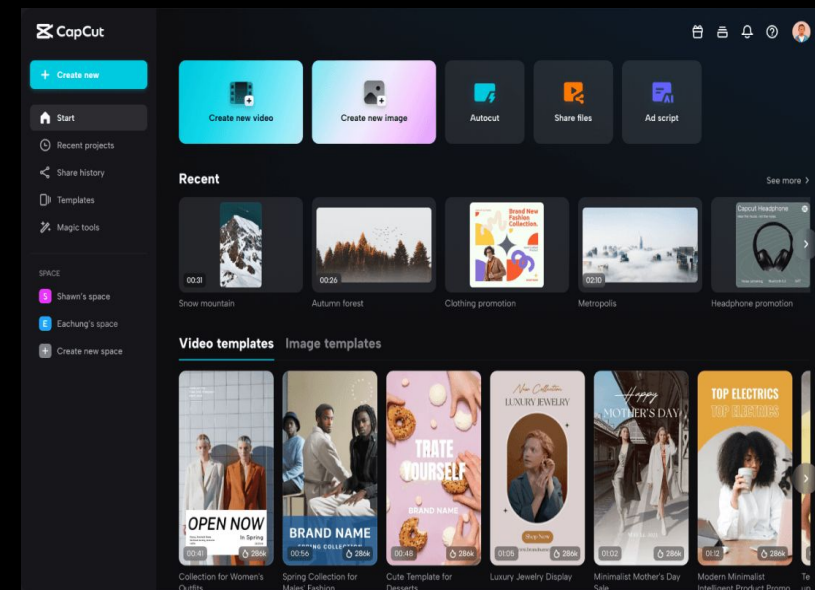 CapCut
+ Create new
Start
Recent projects
Share history
Templates
Magic tools
SPACE
S Shawn's space
E Eachung's space
+ Create new space
Create new video
Create new image
Autocut
Share files
AI
Ad script
Recent
See more >
00:31
00:26
Brand New
Fashion
Collection.
02:10
Capcut Headphone
Snow mountain
Autumn forest
Clothing promotion
Metropolis
Headphone promotion
Video templates
Image templates
OPEN NOW
In Spring
00:41
286k
BRAND NAME
SPRING COLLECTION
00:56
286k
TRATE
YOURSELF
BRAND NAME
00:48
286k
New Collection
LUXURY JEWELRY
Shop Now
01:05
286k
Happy
MOTHER'S DAY
01:02
286k
TOP ELECTRICS
TOP ELECTRICS
01:12
286k
Collection for Women's
Outfits
Spring Collection for
Males' Fashion
Cute Template for
Desserts
Luxury Jewelry Display
Minimalist Mother's Day
Sale
Modern Minimalist
Intelligent Product Promo
Te
up